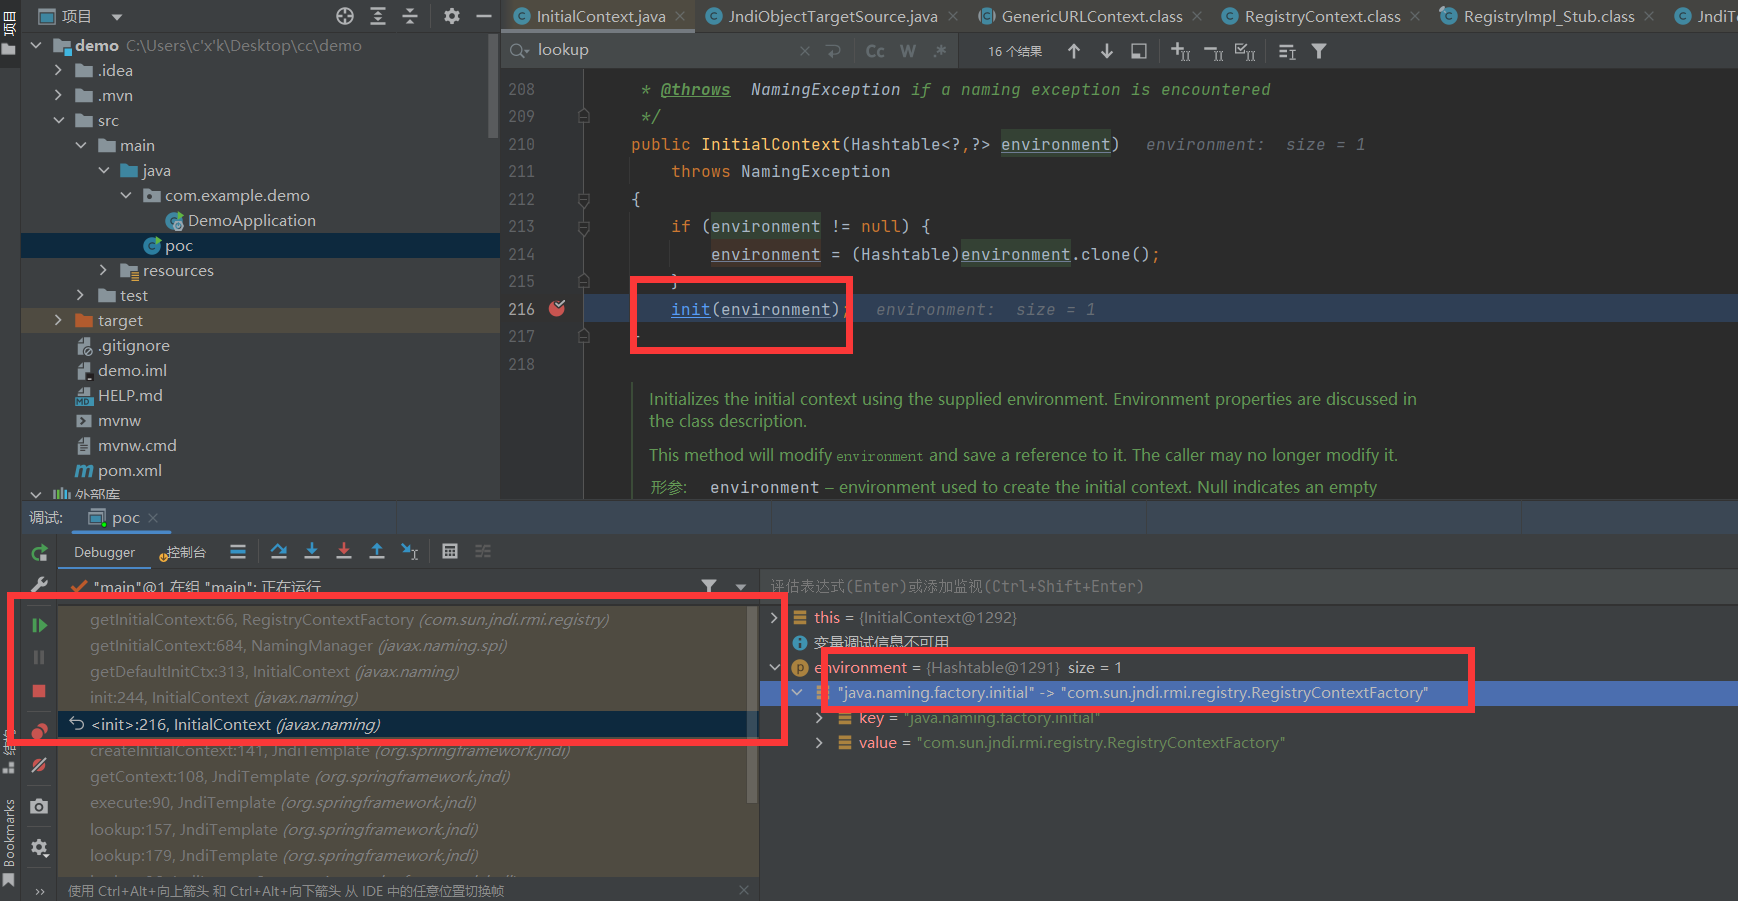 项目
项目
InitialContext.java
JndiObjectTargetSource.java
GenericURLContext.class
RegistryContext.class
RegistryImpl_Stub.class
JndiT
demo C:\Users\c'x'k\Desktop\cc\demo
.idea
.mvn
src
main
java
com.example.demo
DemoApplication
poc
resources
test
target
.gitignore
demo.iml
HELP.md
mvnw
mvnw.cmd
pom.xml
外部库
lookup
Cc W .*
16 个结果
208 * @throws NamingException if a naming exception is encountered
209 */
210 public InitialContext(Hashtable<?,?> environment) environment: size = 1
211 throws NamingException
212 {
213 if (environment != null) {
214 environment = (Hashtable)environment.clone();
215 }
216 init(environment); environment: size = 1
217
218
Initializes the initial context using the supplied environment. Environment properties are discussed in
the class description.
This method will modify environment and save a reference to it. The caller may no longer modify it.
形参: environment – environment used to create the initial context. Null indicates an empty
调试: poc
Debugger 控制台
"main"@1 在组 "main": 正在运行
getInitialContext:66, RegistryContextFactory (com.sun.jndi.rmi.registry)
getInitialContext:684, NamingManager (javax.naming.spi)
getDefaultInitCtx:313, InitialContext (javax.naming)
init:244, InitialContext (javax.naming)
<init>:216, InitialContext (javax.naming)
createInitialContext:141, JndiTemplate (org.springframework.jndi)
getContext:108, JndiTemplate (org.springframework.jndi)
execute:90, JndiTemplate (org.springframework.jndi)
lookup:157, JndiTemplate (org.springframework.jndi)
lookup:179, JndiTemplate (org.springframework.jndi)
使用 Ctrl+Alt+向上箭头 和 Ctrl+Alt+向下箭头 从 IDE 中的任意位置切换帧
评估表达式(Enter)或添加监视(Ctrl+Shift+Enter)
this = {InitialContext@1292}
变量调试信息不可用
environment = {Hashtable@1291} size = 1
"java.naming.factory.initial" -> "com.sun.jndi.rmi.registry.RegistryContextFactory"
key = "java.naming.factory.initial"
value = "com.sun.jndi.rmi.registry.RegistryContextFactory"
结构
Bookmarks